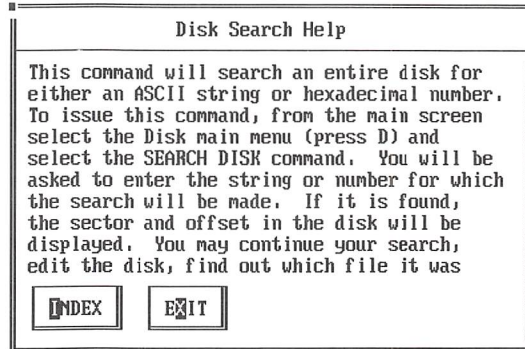 Disk Search Help
This command will search an entire disk for
either an ASCII string or hexadecimal number.
To issue this command, from the main screen
select the Disk main menu (press D) and
select the SEARCH DISK command.  You will be
asked to enter the string or number for which
the search will be made.  If it is found,
the sector and offset in the disk will be
displayed.  You may continue your search,
edit the disk, find out which file it was
INDEX EXIT